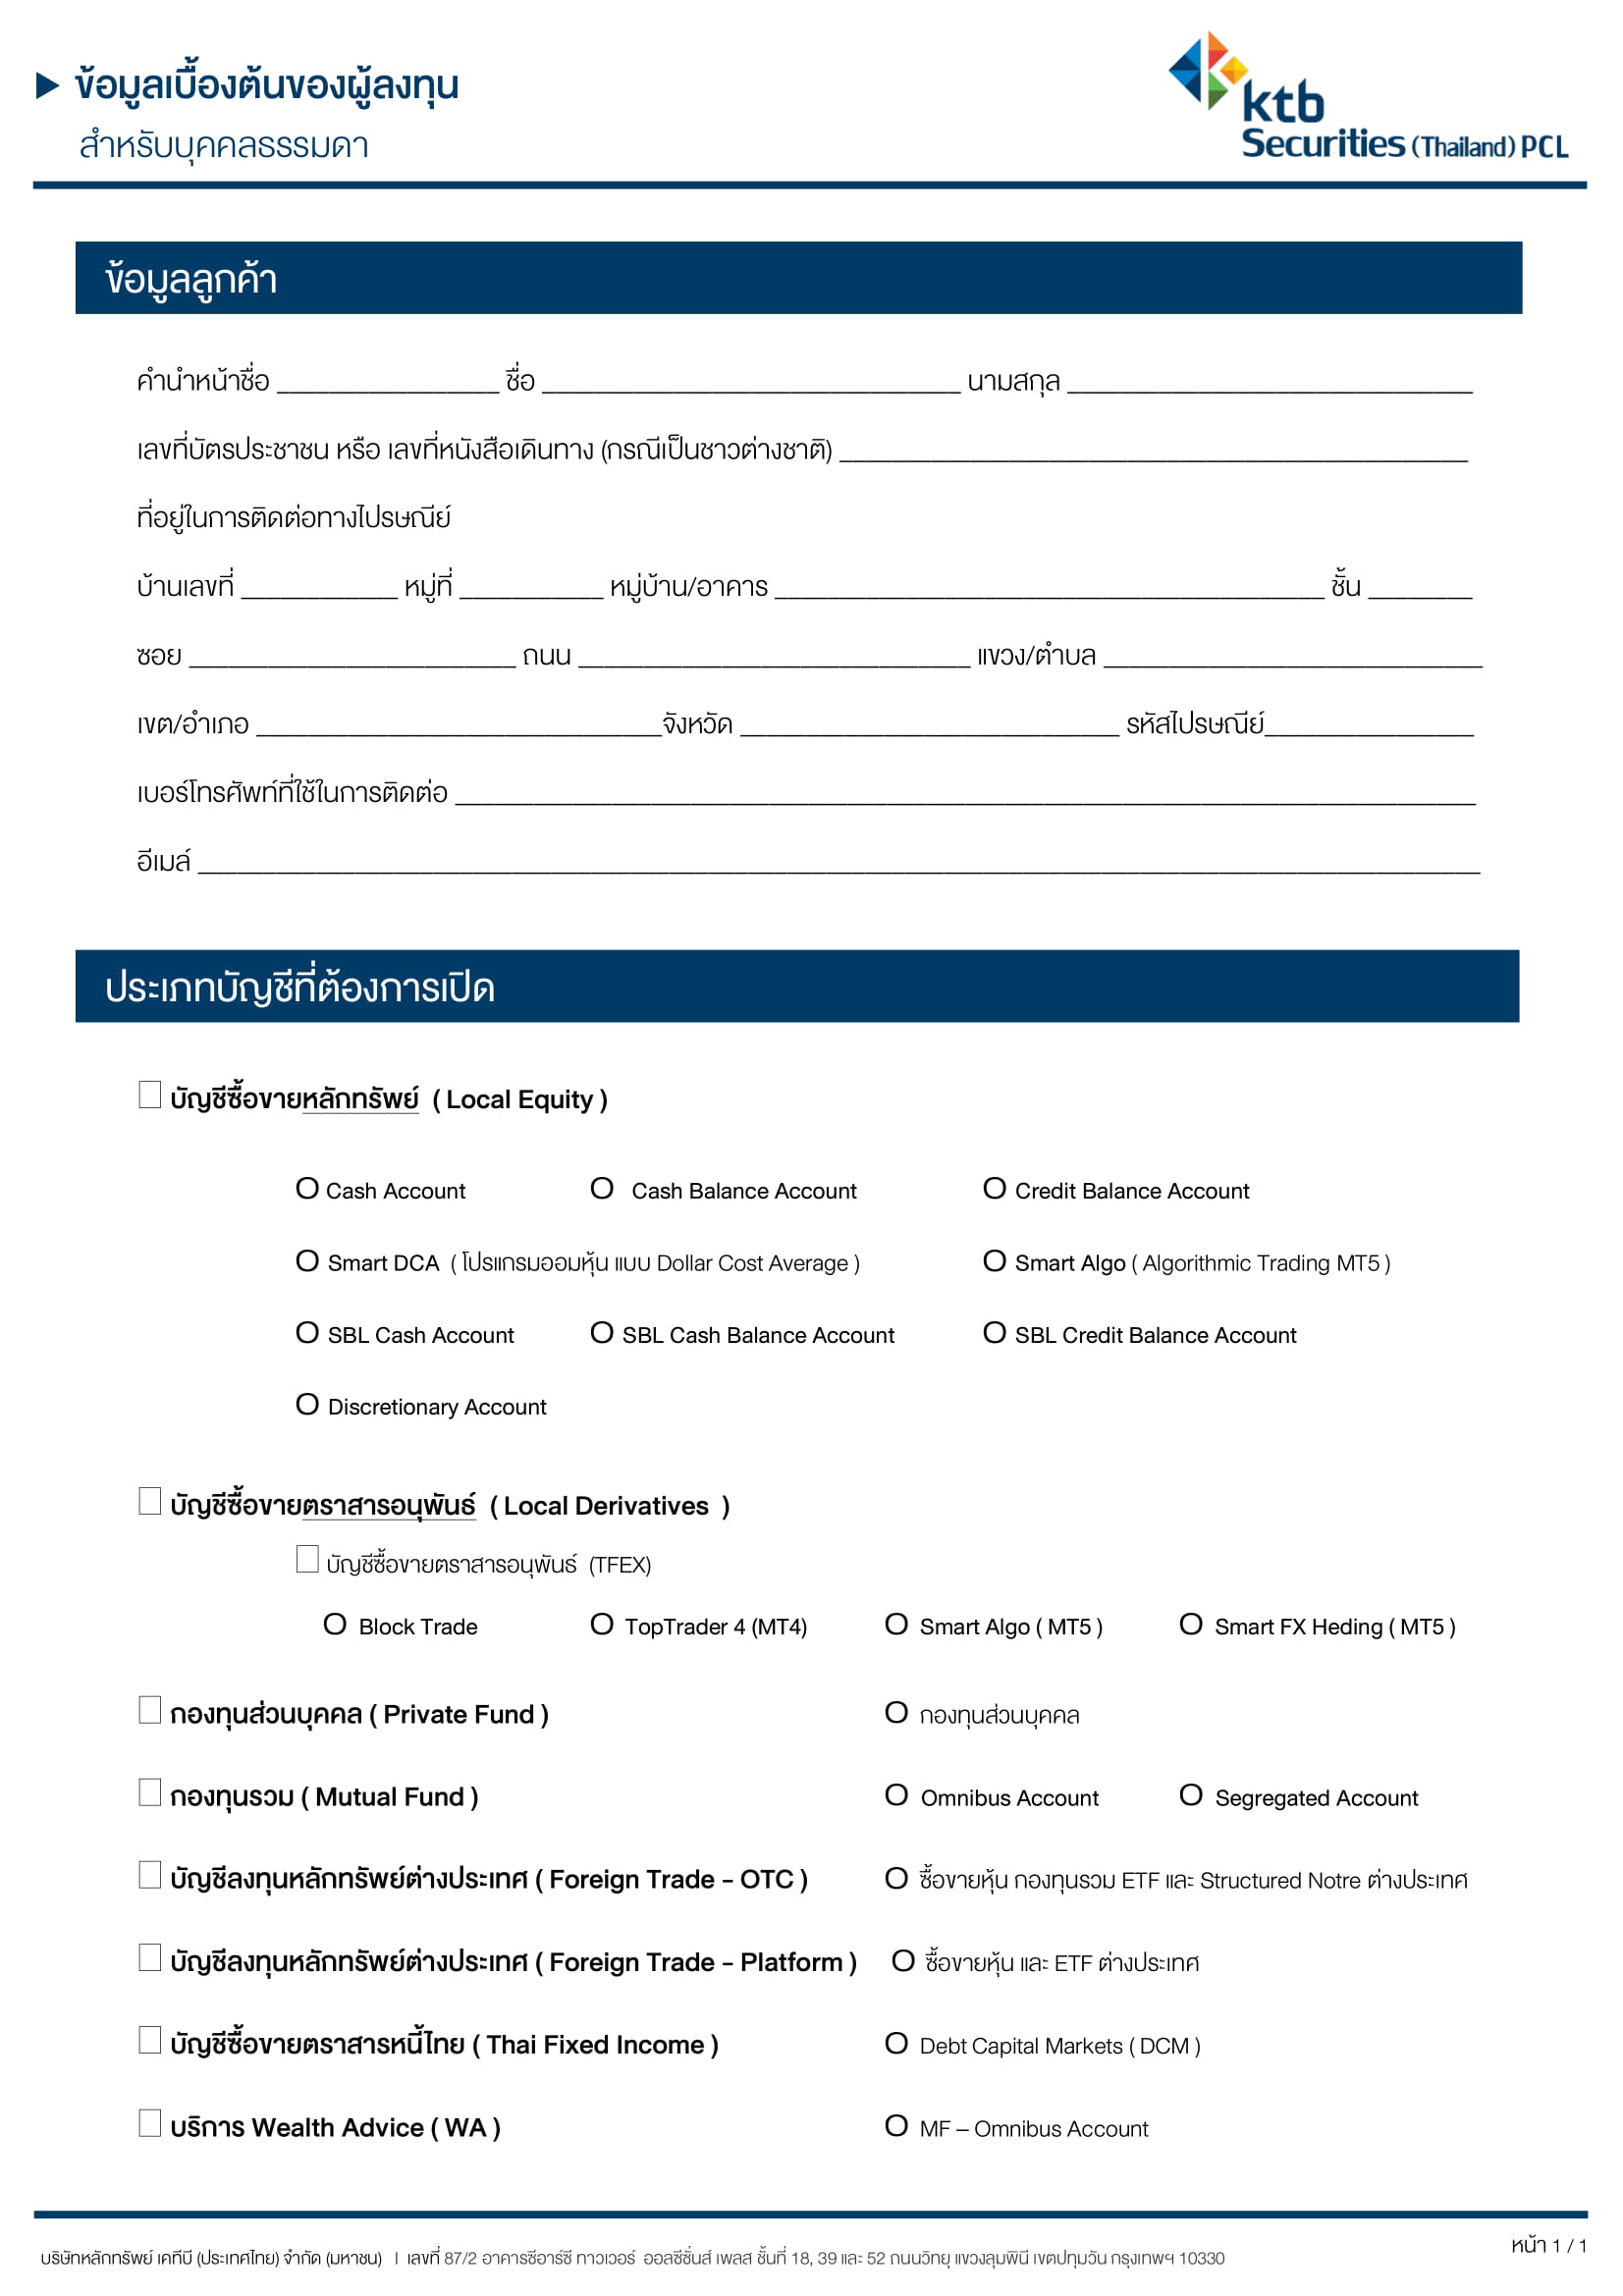 ข้อมูลเบื้องต้นของผู้ลงทุน
สำหรับบุคคลธรรมดา
ktb
Securities (Thailand) PCL
ข้อมูลลูกค้า
คำนำหน้าชื่อ ________________ ชื่อ ______________________________ นามสกุล _____________________________
เลขที่บัตรประชาชน หรือ เลขที่หนังสือเดินทาง (กรณีเป็นชาวต่างชาติ) _____________________________________________
ที่อยู่ในการติดต่อทางไปรษณีย์
บ้านเลขที่ ___________ หมู่ที่ __________ หมู่บ้าน/อาคาร _______________________________________ ชั้น _______
ซอย _______________________ ถนน ____________________________ แขวง/ตำบล ___________________________
เขต/อำเภอ _____________________________จังหวัด ___________________________ รหัสไปรษณีย์_______________
เบอร์โทรศัพท์ที่ใช้ในการติดต่อ _________________________________________________________________________
อีเมล์ ____________________________________________________________________________________________
ประเภทบัญชีที่ต้องการเปิด
บัญชีซื้อขายหลักทรัพย์ ( Local Equity )
O Cash Account O Cash Balance Account O Credit Balance Account
O Smart DCA ( โปรแกรมออมหุ้น แบบ Dollar Cost Average ) O Smart Algo ( Algorithmic Trading MT5 )
O SBL Cash Account O SBL Cash Balance Account O SBL Credit Balance Account
O Discretionary Account
บัญชีซื้อขายตราสารอนุพันธ์ ( Local Derivatives )
บัญชีซื้อขายตราสารอนุพันธ์ (TFEX)
O Block Trade O TopTrader 4 (MT4) O Smart Algo ( MT5 ) O Smart FX Heding ( MT5 )
กองทุนส่วนบุคคล ( Private Fund ) O กองทุนส่วนบุคคล
กองทุนรวม ( Mutual Fund ) O Omnibus Account O Segregated Account
บัญชีลงทุนหลักทรัพย์ต่างประเทศ ( Foreign Trade - OTC ) O ซื้อขายหุ้น กองทุนรวม ETF และ Structured Notre ต่างประเทศ
บัญชีลงทุนหลักทรัพย์ต่างประเทศ ( Foreign Trade - Platform ) O ซื้อขายหุ้น และ ETF ต่างประเทศ
บัญชีซื้อขายตราสารหนี้ไทย ( Thai Fixed Income ) O Debt Capital Markets ( DCM )
บริการ Wealth Advice ( WA ) O MF – Omnibus Account
หน้า 1 / 1
บริษัทหลักทรัพย์ เคทีบี (ประเทศไทย) จำกัด (มหาชน) I เลขที่ 87/2 อาคารซีอาร์ซี ทาวเวอร์ ออลซีซั่นส์ เพลส ชั้นที่ 18, 39 และ 52 ถนนวิทยุ แขวงลุมพินี เขตปทุมวัน กรุงเทพฯ 10330